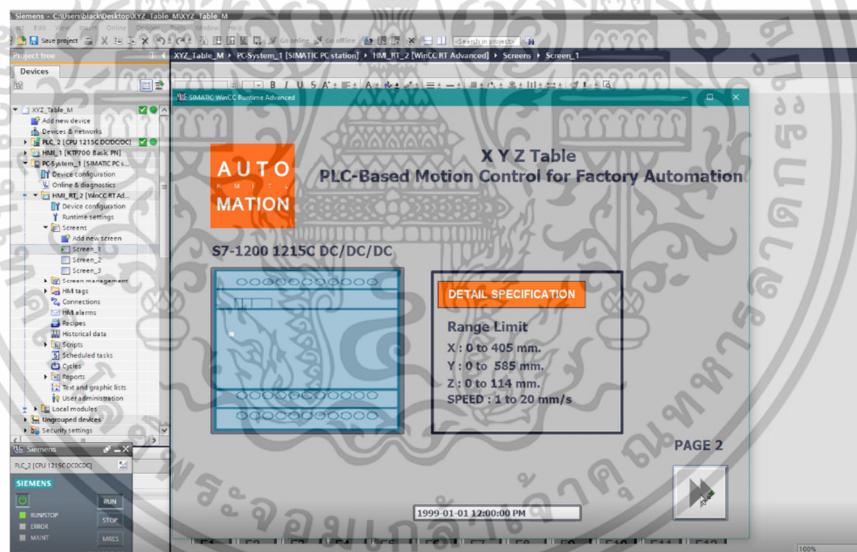 Siemens - C:\Users\black\Desktop\XYZ_Table_M\XYZ_Table_M
Save project
Go online
Go offline
<Search in project>
Project tree
XYZ_Table_M ▸ PC-System_1 [SIMATIC PC station] ▸ HMI_RT_2 [WinCC RT Advanced] ▸ Screens ▸ Screen_1
Devices
XYZ_Table_M
Add new device
Devices & networks
PLC_2 [CPU 1215C DC/DC/DC]
HMI_1 [KTP700 Basic PN]
PC-System_1 [SIMATIC PC s...
Device configuration
Online & diagnostics
HMI_RT_2 [WinCC RT Ad...
Device configuration
Runtime settings
Screens
Add new screen
Screen_1
Screen_2
Screen_3
Screen management
HMI tags
Connections
HMI alarms
Recipes
Historical data
Scripts
Scheduled tasks
Cycles
Reports
Text and graphic lists
User administration
Local modules
Ungrouped devices
Security settings
SIMATIC WinCC Runtime Advanced
AUTO
MATION
X Y Z Table
PLC-Based Motion Control for Factory Automation
S7-1200 1215C DC/DC/DC
DETAIL SPECIFICATION
Range Limit
X : 0 to 405 mm.
Y : 0 to 585 mm.
Z : 0 to 114 mm.
SPEED : 1 to 20 mm/s
PAGE 2
1999-01-01 12:00:00 PM
Siemens
PLC_2 [CPU 1215C DC/DC/DC]
SIEMENS
RUN/STOP
ERROR
MAINT
RUN
STOP
MRES
100%